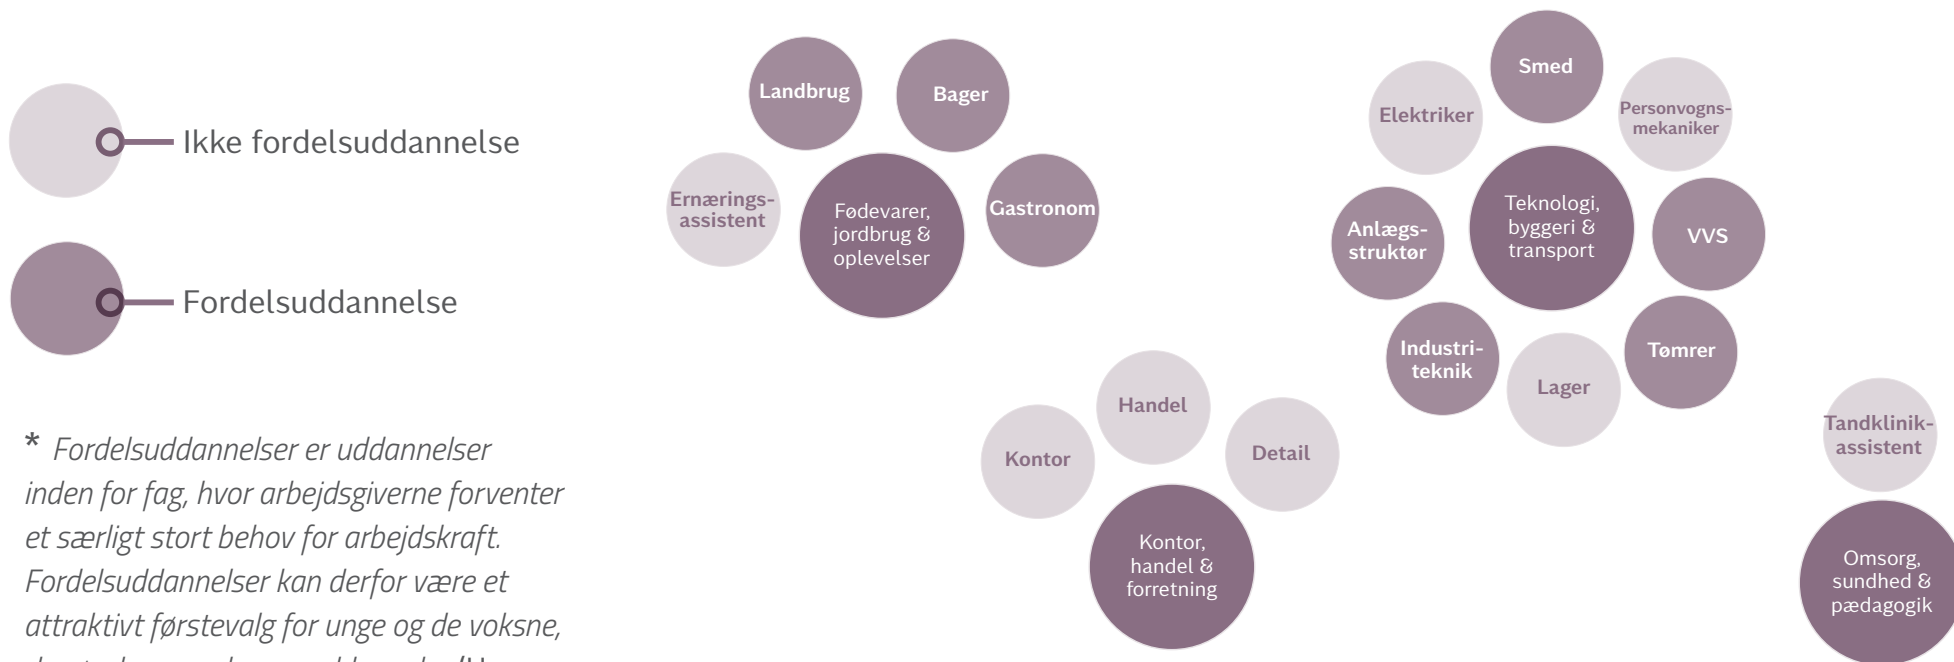 Ikke fordelsuddannelse
Fordelsuddannelse
* Fordelsuddannelser er uddannelser
inden for fag, hvor arbejdsgiverne forventer
et særligt stort behov for arbejdskraft.
Fordelsuddannelser kan derfor være et
attraktivt førstevalg for unge og de voksne,
Landbrug
Bager
Ernærings-
assistent
Fødevarer,
jordbrug &
oplevelser
Gastronom
Smed
Elektriker
Personvogns-
mekaniker
Anlægs-
struktør
Teknologi,
byggeri &
transport
VVS
Industri-
teknik
Lager
Tømrer
Kontor
Handel
Detail
Kontor,
handel &
forretning
Tandklinik-
assistent
Omsorg,
sundhed &
pædagogik